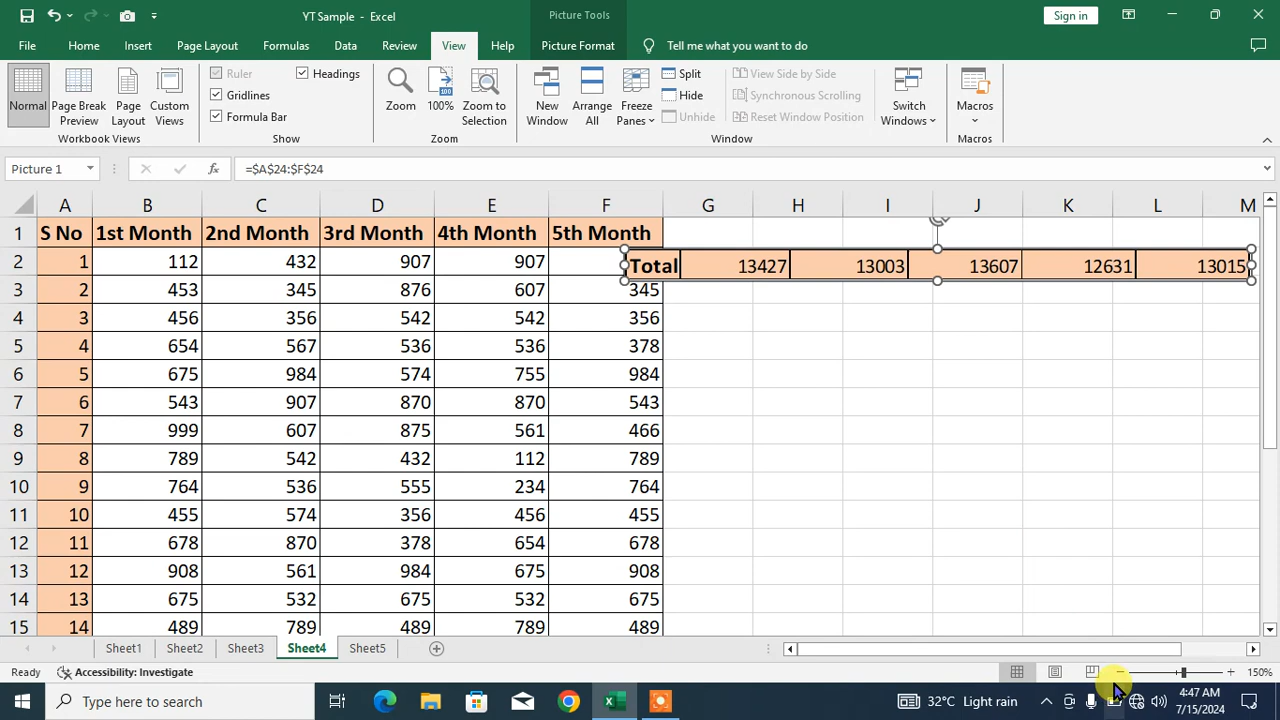 YT Sample - Excel
Picture Tools
Sign in
File Home Insert Page Layout Formulas Data Review View Help Picture Format Tell me what you want to do
Normal
Page Break Preview
Page Layout
Custom Views
Workbook Views
Ruler
Gridlines
Formula Bar
Headings
Show
Zoom
100
100%
Zoom to Selection
Zoom
New Window
Arrange All
Freeze Panes
Split
Hide
Unhide
View Side by Side
Synchronous Scrolling
Reset Window Position
Window
Switch Windows
Macros
Macros
Picture 1 fx =$A$24:$F$24
A B C D E F G H I J K L M
1 S No 1st Month 2nd Month 3rd Month 4th Month 5th Month
2 1 112 432 907 907 Total 13427 13003 13607 12631 13015
3 2 453 345 876 607 345
4 3 456 356 542 542 356
5 4 654 567 536 536 378
6 5 675 984 574 755 984
7 6 543 907 870 870 543
8 7 999 607 875 561 466
9 8 789 542 432 112 789
10 9 764 536 555 234 764
11 10 455 574 356 456 455
12 11 678 870 378 654 678
13 12 908 561 984 675 908
14 13 675 532 675 532 675
15 14 489 789 489 789 489
Sheet1 Sheet2 Sheet3 Sheet4 Sheet5
Ready Accessibility: Investigate 150%
Type here to search 32°C Light rain 4:47 AM
7/15/2024